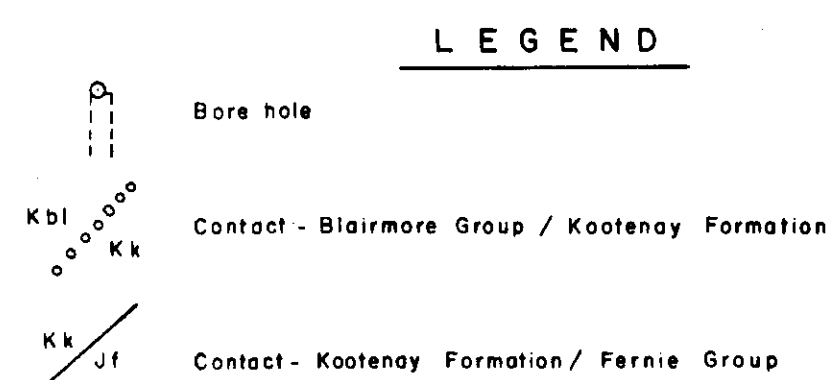 LEGEND
Bore hole
Kbl
Kk
Contact - Blairmore Group / Kootenay Formation
Kk
Jf
Contact - Kootenay Formation / Fernie Group